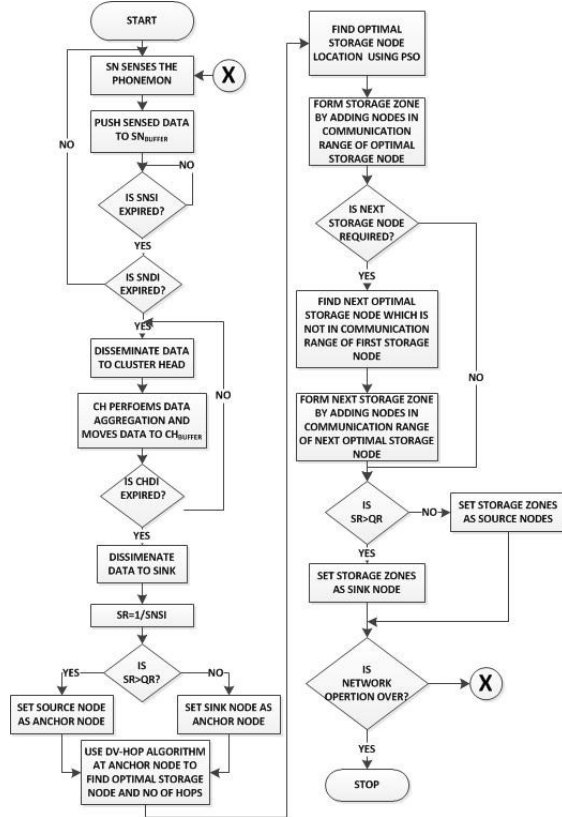 START
SN SENSES THE
PHONEMON
X
PUSH SENSED DATA
TO SNBUFFER
NO
NO
IS SNSI
EXPIRED?
YES
IS SNDI
EXPIRED?
YES
DISSEMINATE DATA
TO CLUSTER HEAD
NO
CH PERFOEMS DATA
AGGREGATION AND
MOVES DATA TO CHBUFFER
IS CHDI
EXPIRED?
YES
DISSIMENATE
DATA TO SINK
SR=1/SNSI
IS
SR>QR?
YES
NO
SET SOURCE NODE
AS ANCHOR NODE
SET SINK NODE AS
ANCHOR NODE
USE DV-HOP ALGORITHM
AT ANCHOR NODE TO
FIND OPTIMAL STORAGE
NODE AND NO OF HOPS
FIND OPTIMAL
STORAGE NODE
LOCATION USING PSO
FORM STORAGE ZONE
BY ADDING NODES IN
COMMUNICATION
RANGE OF OPTIMAL
STORAGE NODE
IS NEXT
STORAGE NODE
REQUIRED?
YES
FIND NEXT OPTIMAL
STORAGE NODE WHICH IS
NOT IN COMMUNICATION
RANGE OF FIRST STORAGE
NODE
NO
FORM NEXT STORAGE ZONE
BY ADDING NODES IN
COMMUNICATION RANGE
OF NEXT OPTIMAL STORAGE
NODE
IS
SR>QR
NO
SET STORAGE ZONES
AS SOURCE NODES
YES
SET STORAGE ZONES
AS SINK NODE
IS
NETWORK
OPERTION OVER?
X
YES
STOP